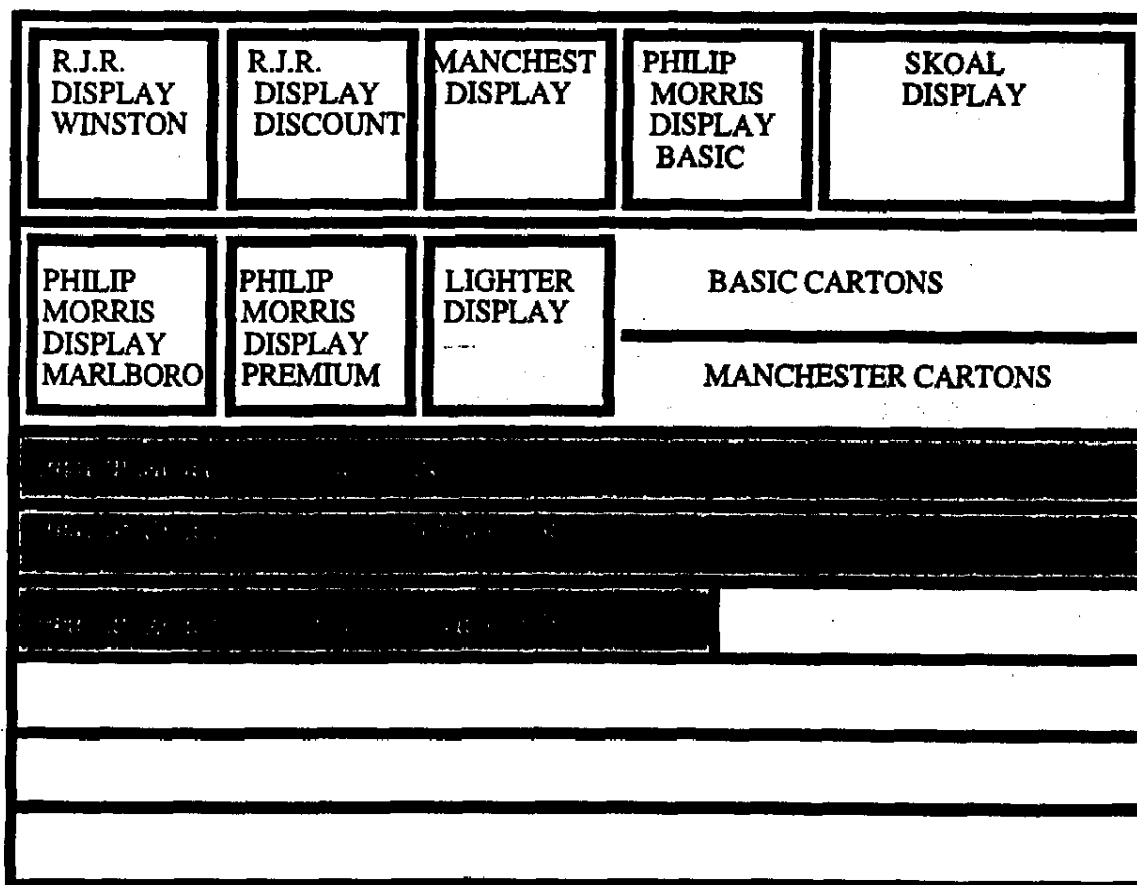 R.J.R.
DISPLAY
WINSTON
R.J.R.
DISPLAY
DISCOUNT
MANCHEST
DISPLAY
PHILIP
MORRIS
DISPLAY
BASIC
SKOAL
DISPLAY
PHILIP
MORRIS
DISPLAY
MARLBORO
PHILIP
MORRIS
DISPLAY
PREMIUM
LIGHTER
DISPLAY
BASIC CARTONS
MANCHESTER CARTONS